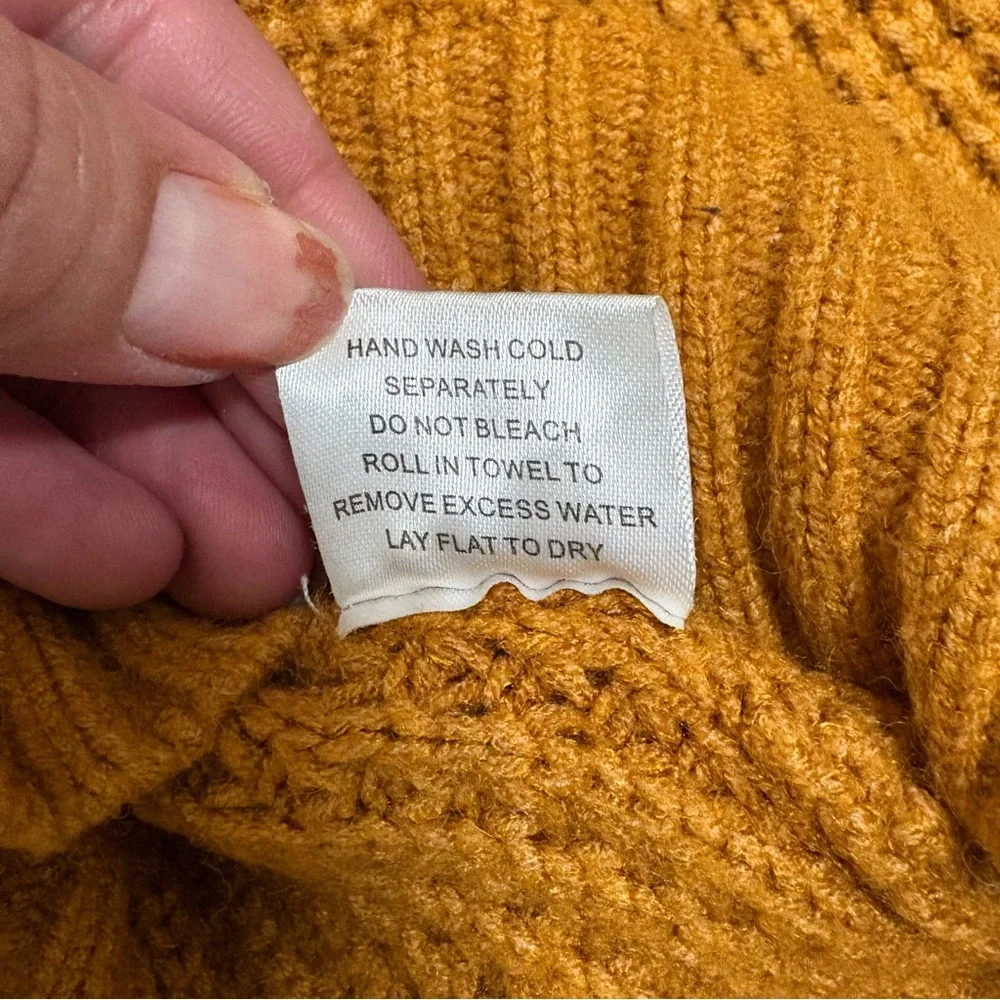 HAND WASH COLD
SEPARATELY
DO NOT BLEACH
ROLL IN TOWEL TO
REMOVE EXCESS WATER
LAY FLAT TO DRY